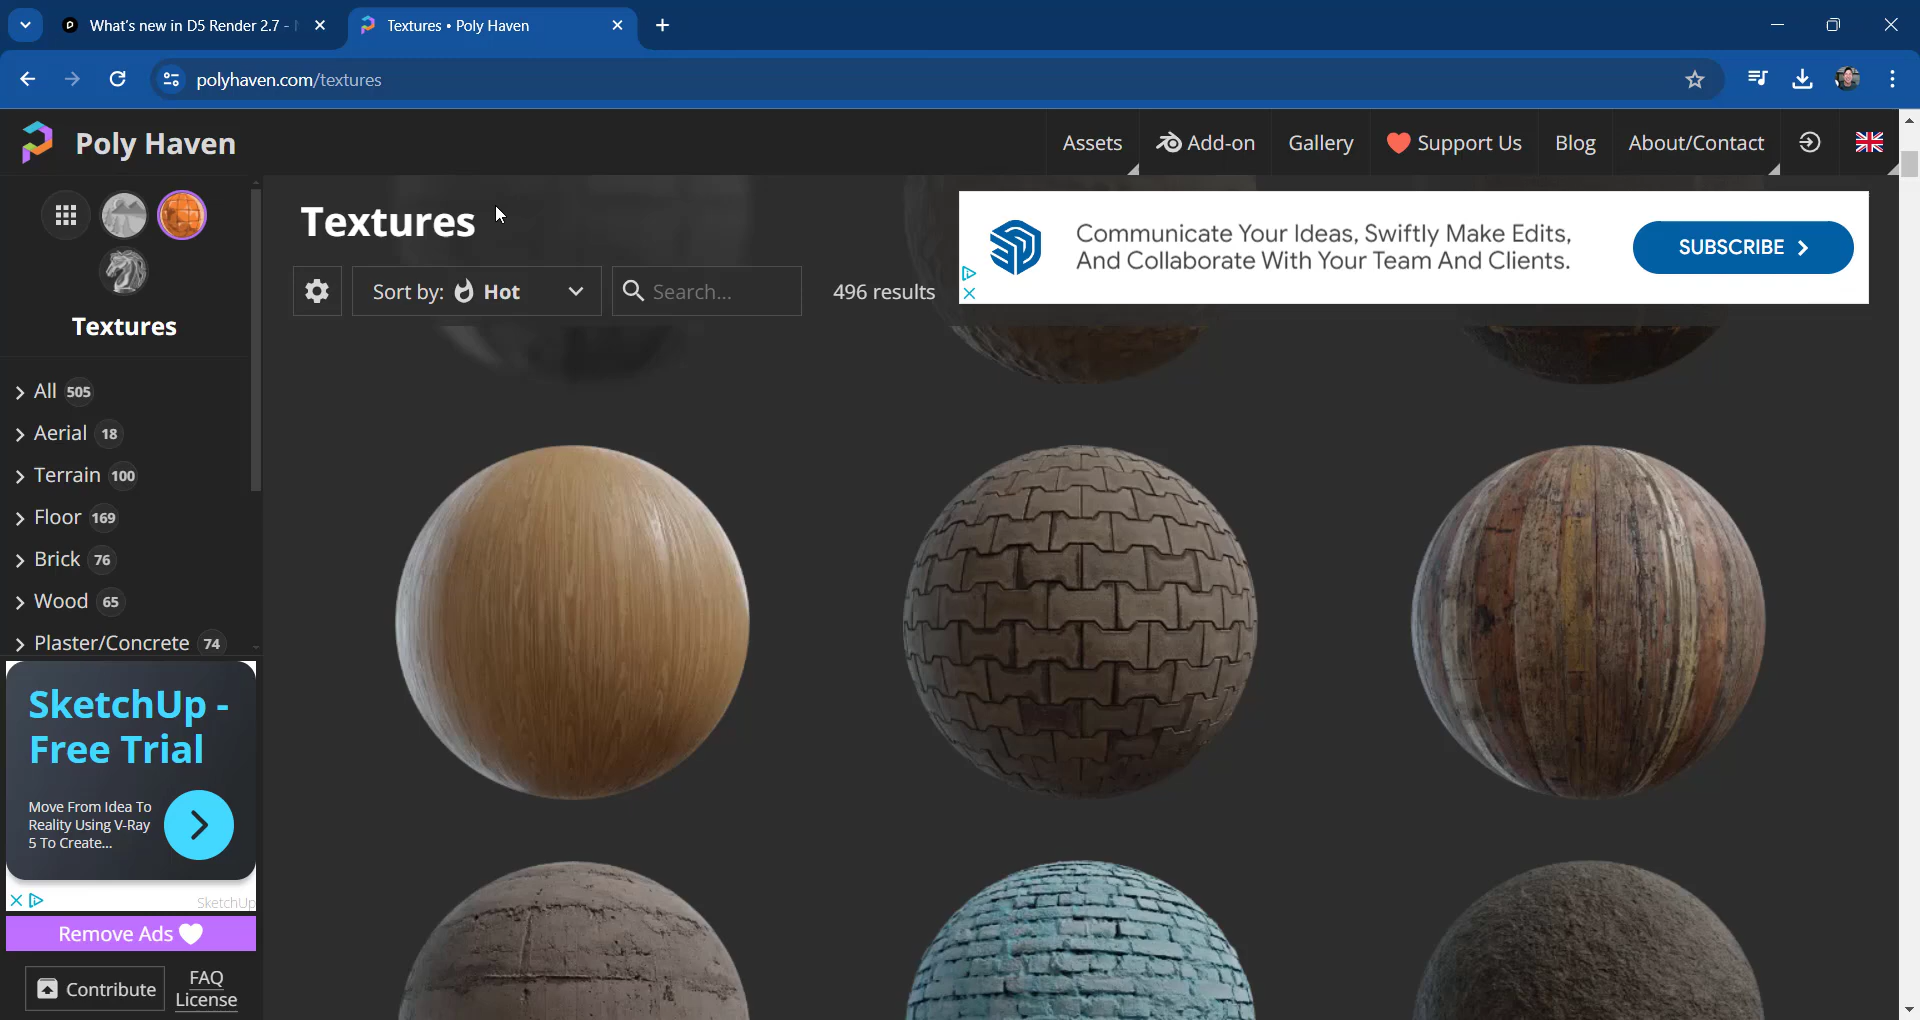 What's new in D5 Render 2.7 -
Textures • Poly Haven
polyhaven.com/textures
Poly Haven
Assets
Add-on
Gallery
Support Us
Blog
About/Contact
Textures
Sort by: Hot
Search...
496 results
Communicate Your Ideas, Swiftly Make Edits,
And Collaborate With Your Team And Clients.
SUBSCRIBE
Textures
All 505
Aerial 18
Terrain 100
Floor 169
Brick 76
Wood 65
Plaster/Concrete 74
SketchUp -
Free Trial
Move From Idea To
Reality Using V-Ray
5 To Create...
SketchUp
Remove Ads
Contribute
FAQ
License